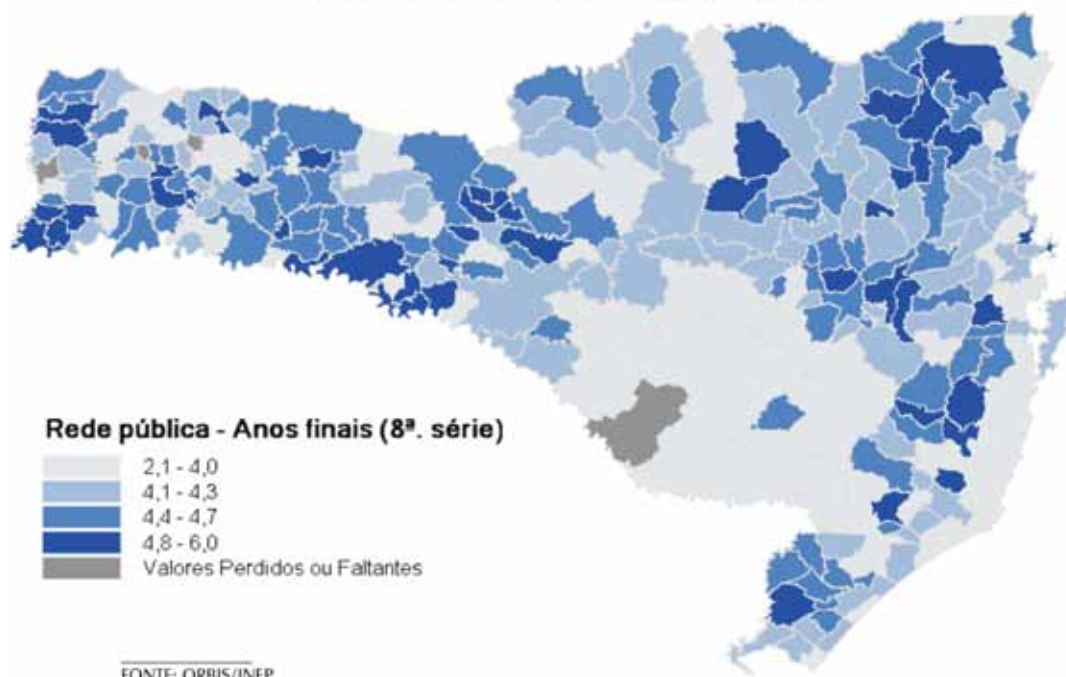 Rede pública - Anos finais (8ª. série)
2,1 - 4,0
4,1 - 4,3
4,4 - 4,7
4,8 - 6,0
Valores Perdidos ou Faltantes
FONTE: ORBIS/INEP